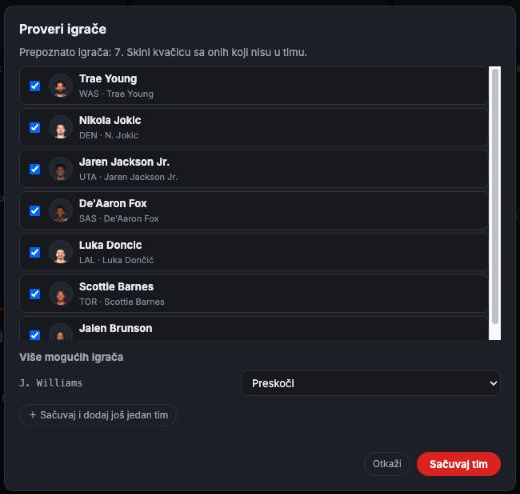 Proveri igrače
Prepoznato igrača: 7. Skini kvačicu sa onih koji nisu u timu.
Trae Young
WAS · Trae Young
Nikola Jokic
DEN · N. Jokic
Jaren Jackson Jr.
UTA · Jaren Jackson Jr.
De'Aaron Fox
SAS · De'Aaron Fox
Luka Doncic
LAL · Luka Dončić
Scottie Barnes
TOR · Scottie Barnes
Jalen Brunson
Više mogućih igrača
J. Williams
Preskoči
+ Sačuvaj i dodaj još jedan tim
Otkaži
Sačuvaj tim